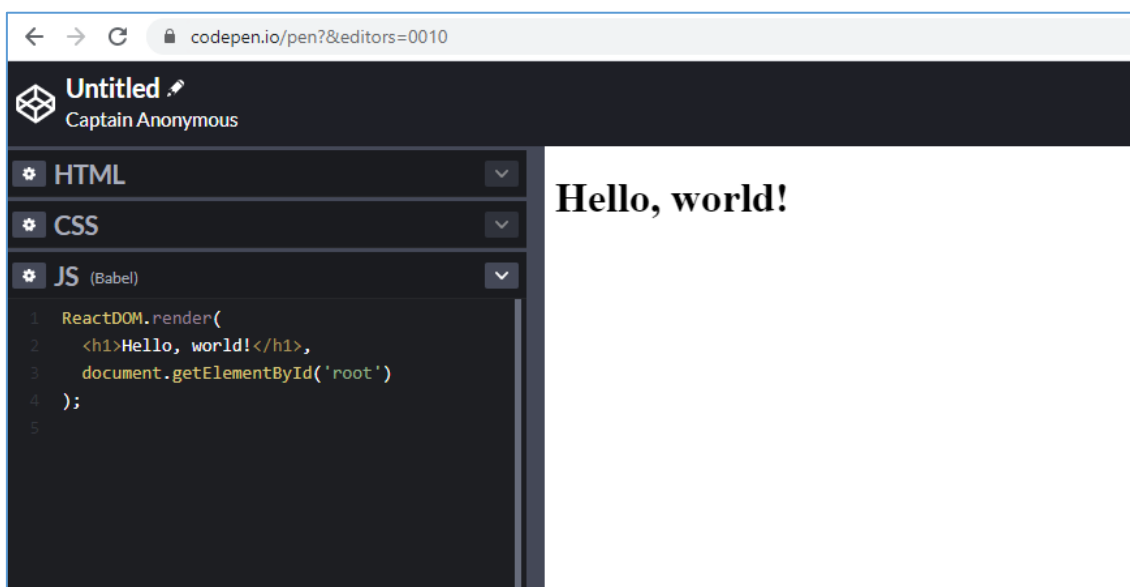 codepen.io/pen?&editors=0010
Untitled
Captain Anonymous
HTML
CSS
JS (Babel)
1 ReactDOM.render(
2 <h1>Hello, world!</h1>,
3 document.getElementById('root')
4 );
5
Hello, world!